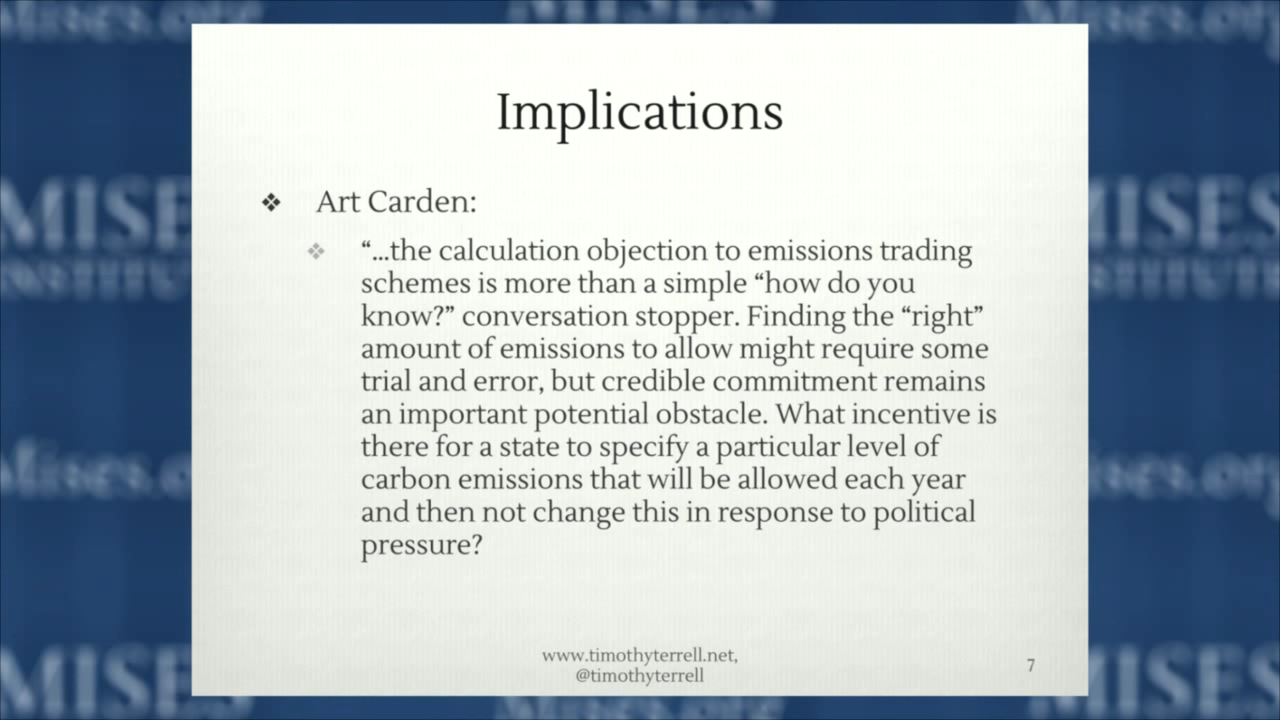 Implications
Art Carden:
“...the calculation objection to emissions trading
schemes is more than a simple “how do you
know?” conversation stopper. Finding the “right”
amount of emissions to allow might require some
trial and error, but credible commitment remains
an important potential obstacle. What incentive is
there for a state to specify a particular level of
carbon emissions that will be allowed each year
and then not change this in response to political
pressure?
www.timothyterrell.net,
@timothyterrell
7
Mises.org
MISES
INSTITUTE